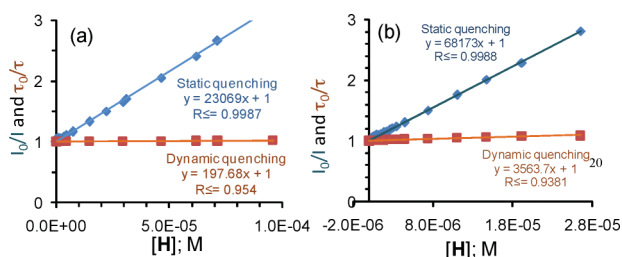 (a)
I₀/I and τ₀/τ
3
2
1
0
Static quenching
y = 23069x + 1
R≤= 0.9987
Dynamic quenching
y = 197.68x + 1
R≤= 0.954
0.0E+00
5.0E-05
1.0E-04
[H]; M
(b)
I₀/I and τ₀/τ
3
2
1
0
Static quenching
y = 68173x + 1
R≤= 0.9988
Dynamic quenching
20
y = 3563.7x + 1
R≤= 0.9381
-2.0E-06
8.0E-06
1.8E-05
2.8E-05
[H]; M